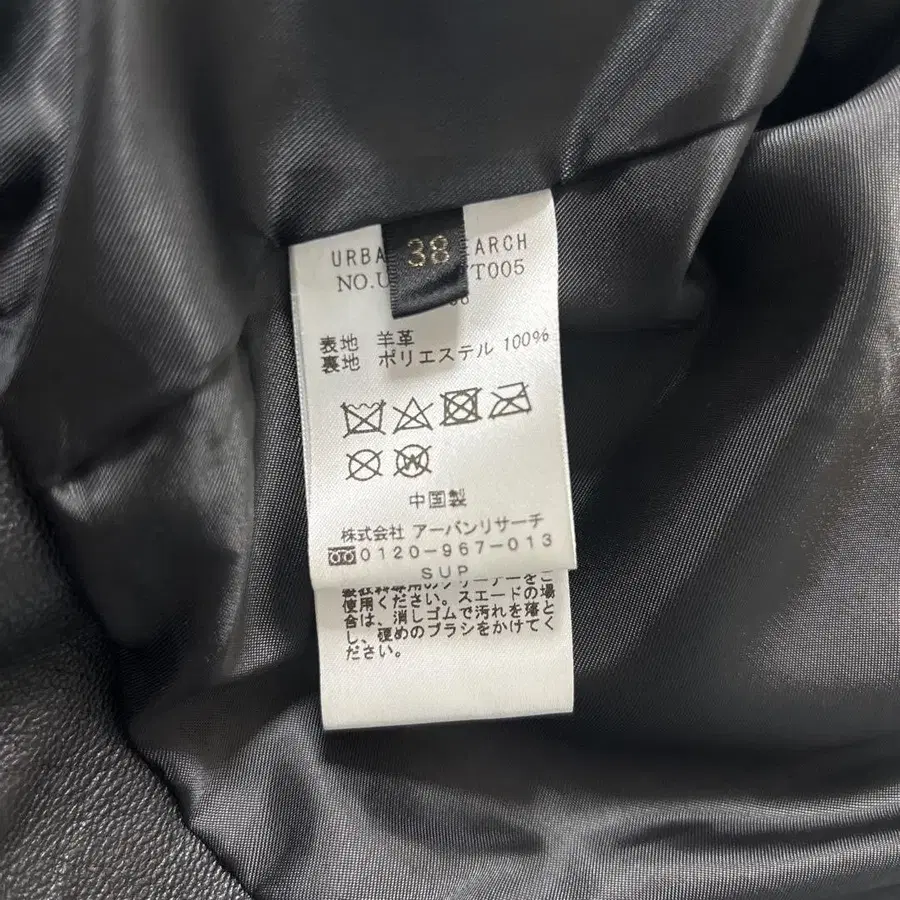 38
URBA EARCH
NO.U T005
表地 羊革
裏地 ポリエステル 100%
W
中国製
株式会社 アーバンリサーチ
0120-967-013
SUP
使用ください。スエードの場
合は、消しゴムで汚れを落と
し、硬めのブラシをかけてく
ださい。